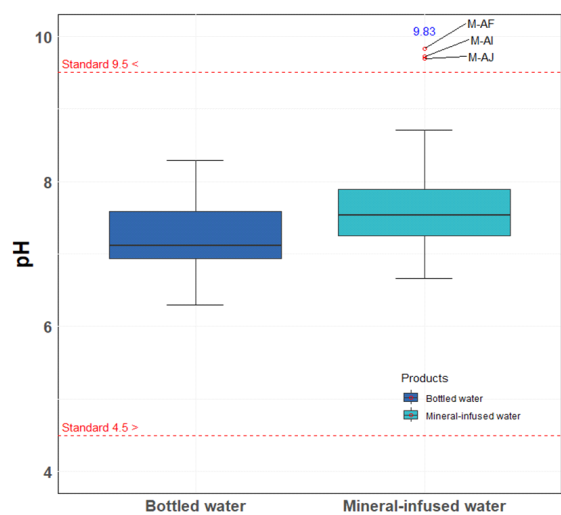 10
9.83
M-AF
M-AI
M-AJ
Standard 9.5 <
8
pH
6
Products
Bottled water
Mineral-infused water
Standard 4.5 >
4
Bottled water
Mineral-infused water